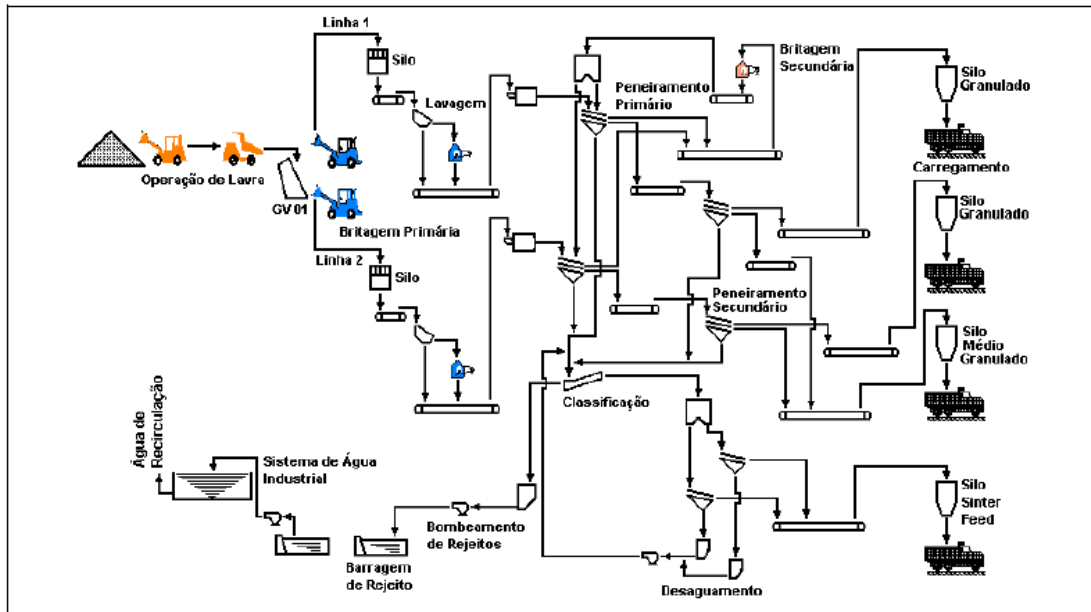 Linha 1
Silo
Lavagem
Operação de Lavra
GV 01
Britagem Primária
Linha 2
Silo
Britagem
Secundária
Peneiramento
Primário
Peneiramento
Secundário
Classificação
Silo
Granulado
Carregamento
Silo
Granulado
Silo
Médio
Granulado
Silo
Sinter
Feed
Água de
Recirculação
Sistema de Água
Industrial
Bombeamento
de Rejeitos
Barragem
de Rejeito
Desaguamento